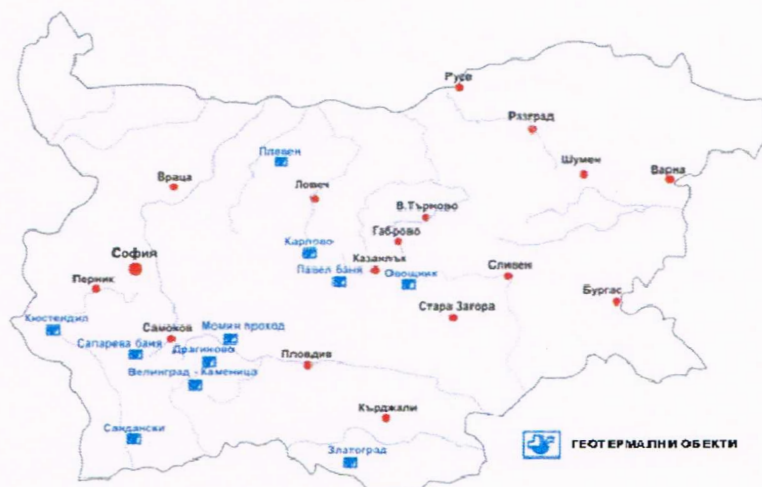 Русе
Разград
Шумен
Варна
Плевен
Враца
Ловеч
В.Търново
Габрово
Карлово
София
Казанлък
Павел баня
Овощник
Сливен
Перник
Бургас
Кюстендил
Самоков
Момин проход
Стара Загора
Сапарева баня
Драгиново
Пловдив
Велинград - Каменица
Кърджали
Сандански
Златоград
ГЕОТЕРМАЛНИ ОБЕКТИ